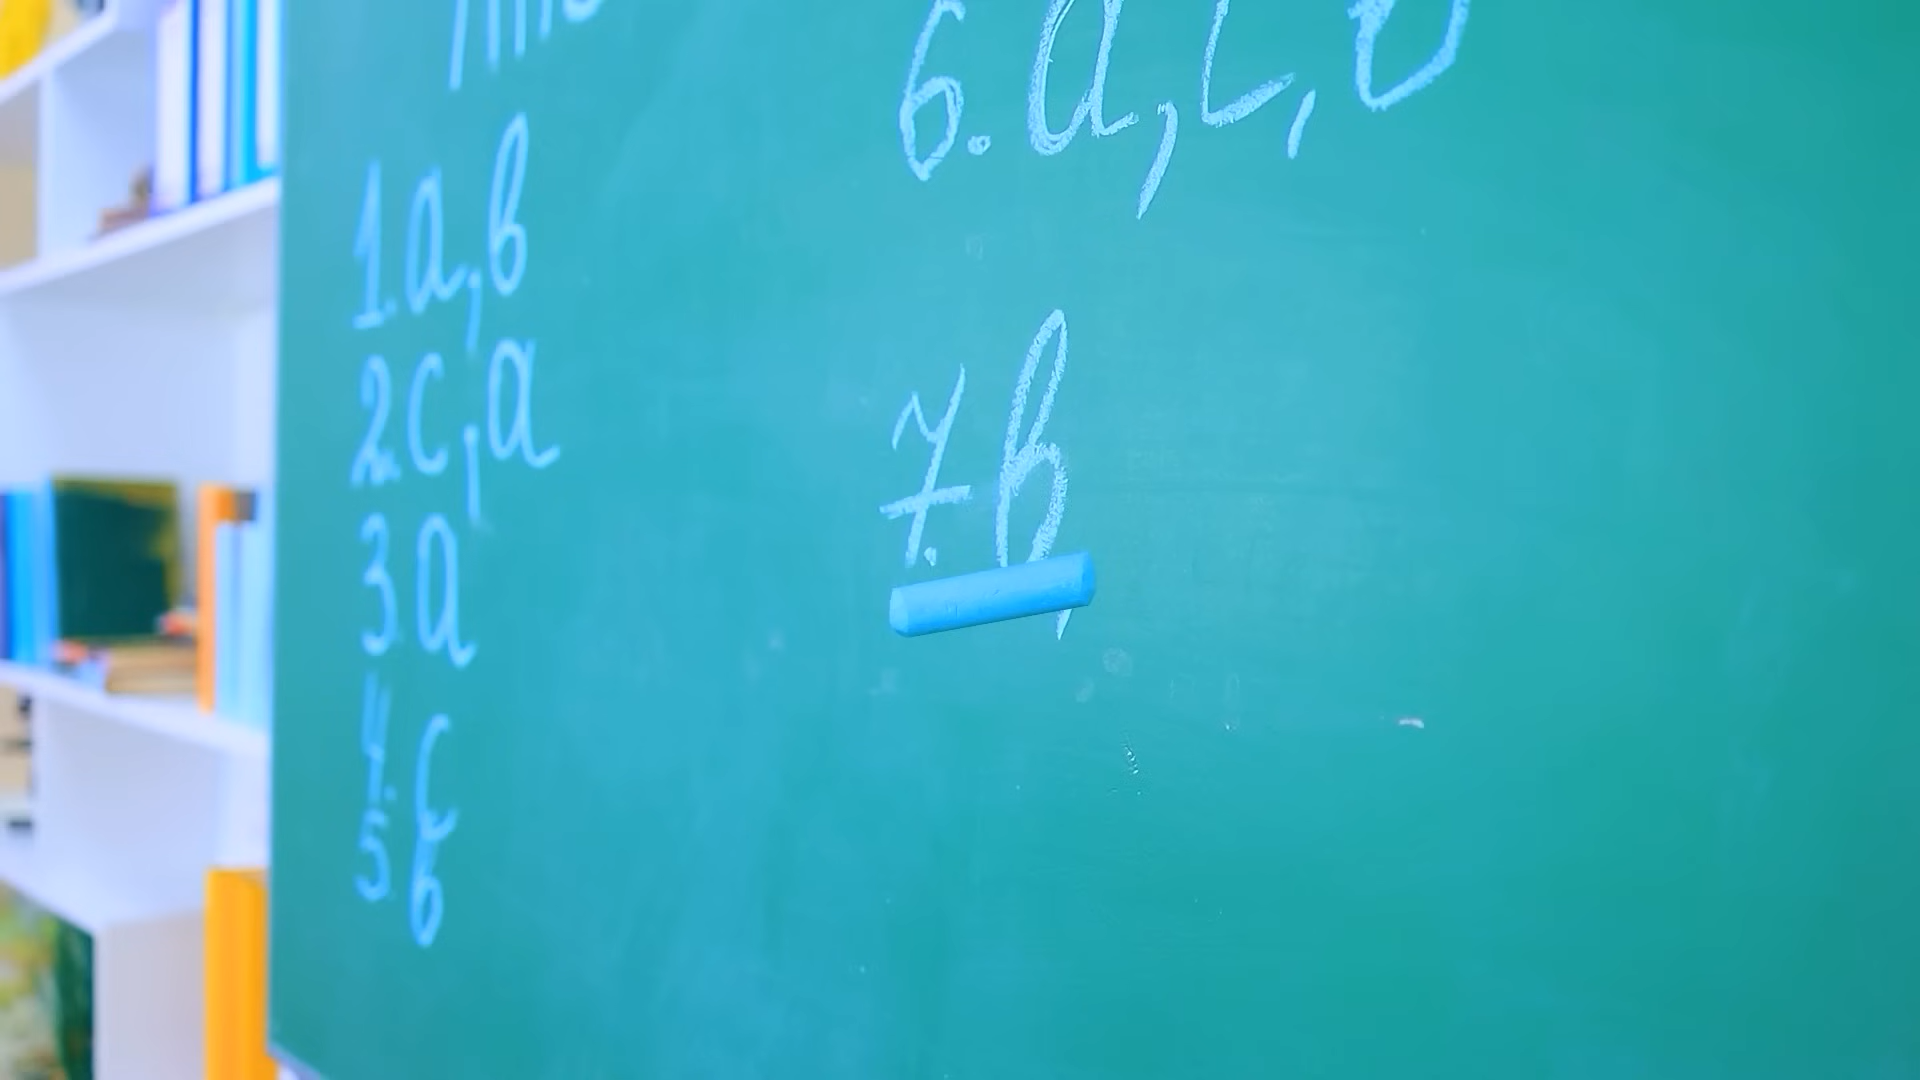 1. a, b
2. c, a
3. a
4. c
5. b
6. a, c, b
7. b